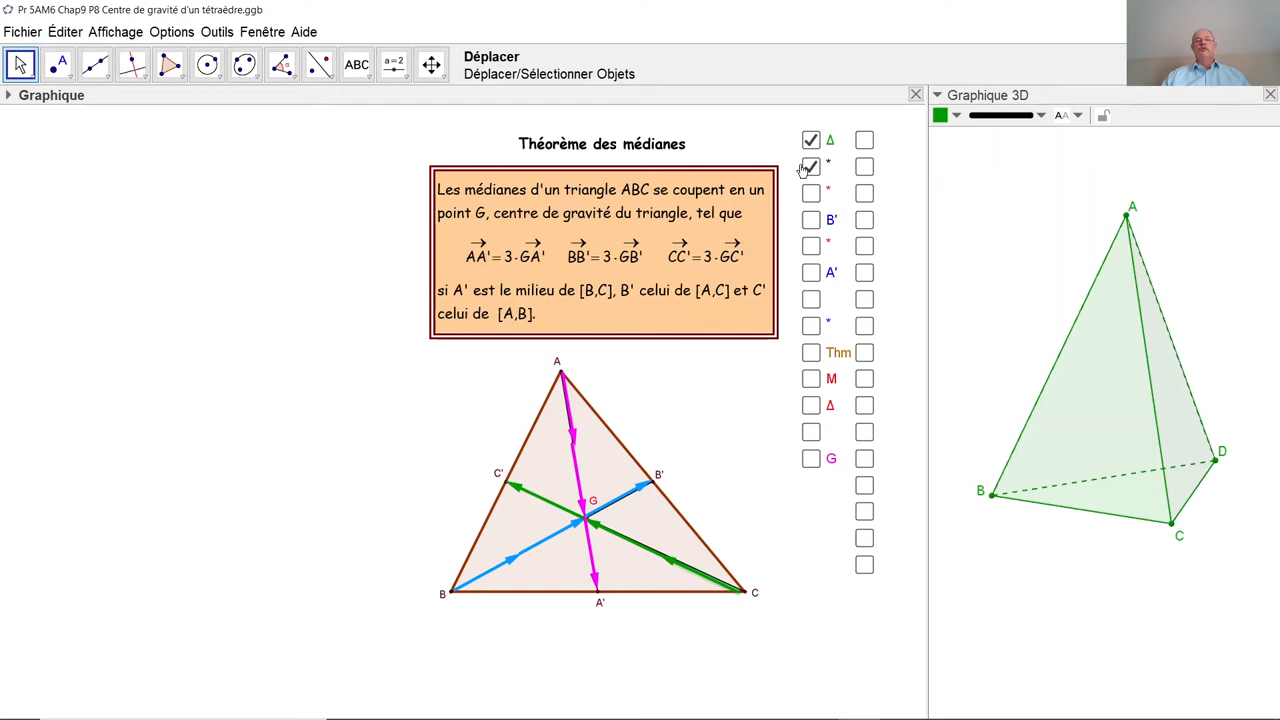 Pr 5AM6 Chap9 P8 Centre de gravité d'un tétraèdre.ggb
Fichier Éditer Affichage Options Outils Fenêtre Aide
A
ABC
a=2
Déplacer
Déplacer/Sélectionner Objets
Graphique
Graphique 3D
AA
Théorème des médianes
Les médianes d'un triangle ABC se coupent en un
point G, centre de gravité du triangle, tel que
AA'=3·GA' BB'=3·GB' CC'=3·GC'
si A' est le milieu de [B,C], B' celui de [A,C] et C'
celui de [A,B].
Δ
*
*
B'
*
A'
*
Thm
M
Δ
G
A
C'
B'
G
B
A'
C
A
B
D
C